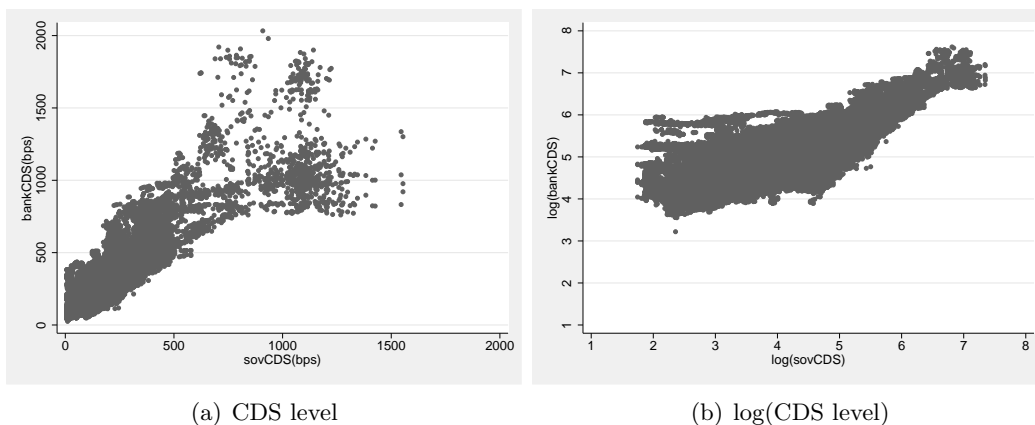 2000
1500
1000
500
0
bankCDS(bps)
0 500 1000 1500 2000
sovCDS(bps)
(a) CDS level
8
7
6
5
4
3
2
1
log(bankCDS)
1 2 3 4 5 6 7 8
log(sovCDS)
(b) log(CDS level)